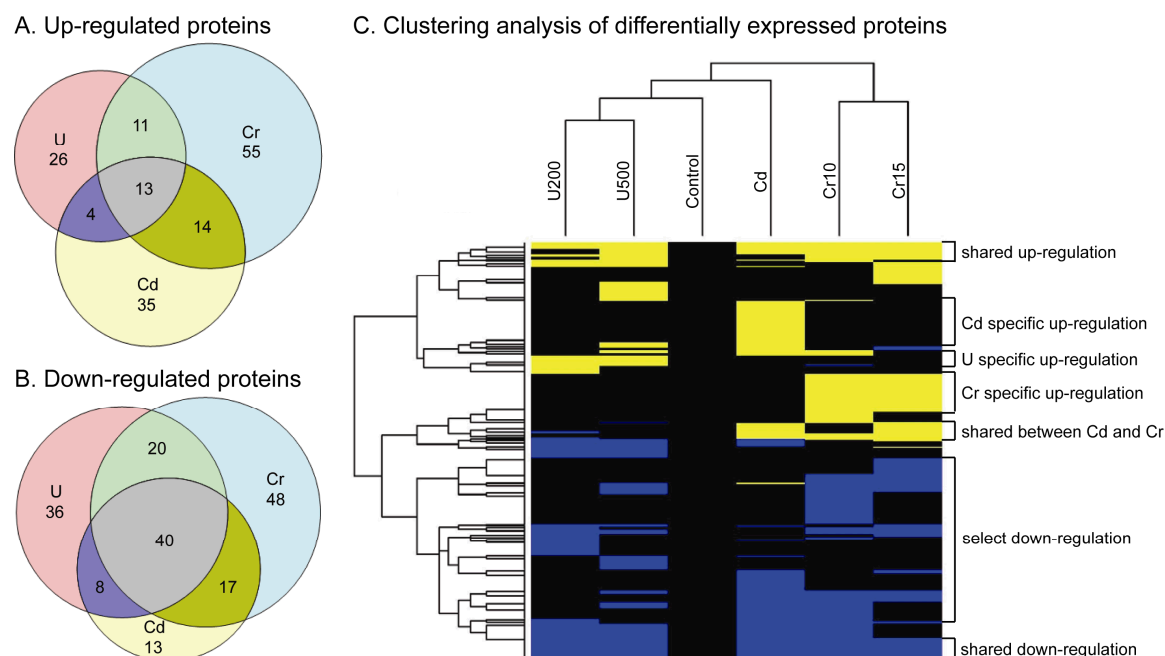 A. Up-regulated proteins
U
26
11
Cr
55
13
4
14
Cd
35
B. Down-regulated proteins
U
36
20
Cr
48
40
8
17
Cd
13
C. Clustering analysis of differentially expressed proteins
U200
U500
Control
Cd
Cr10
Cr15
shared up-regulation
Cd specific up-regulation
U specific up-regulation
Cr specific up-regulation
shared between Cd and Cr
select down-regulation
shared down-regulation